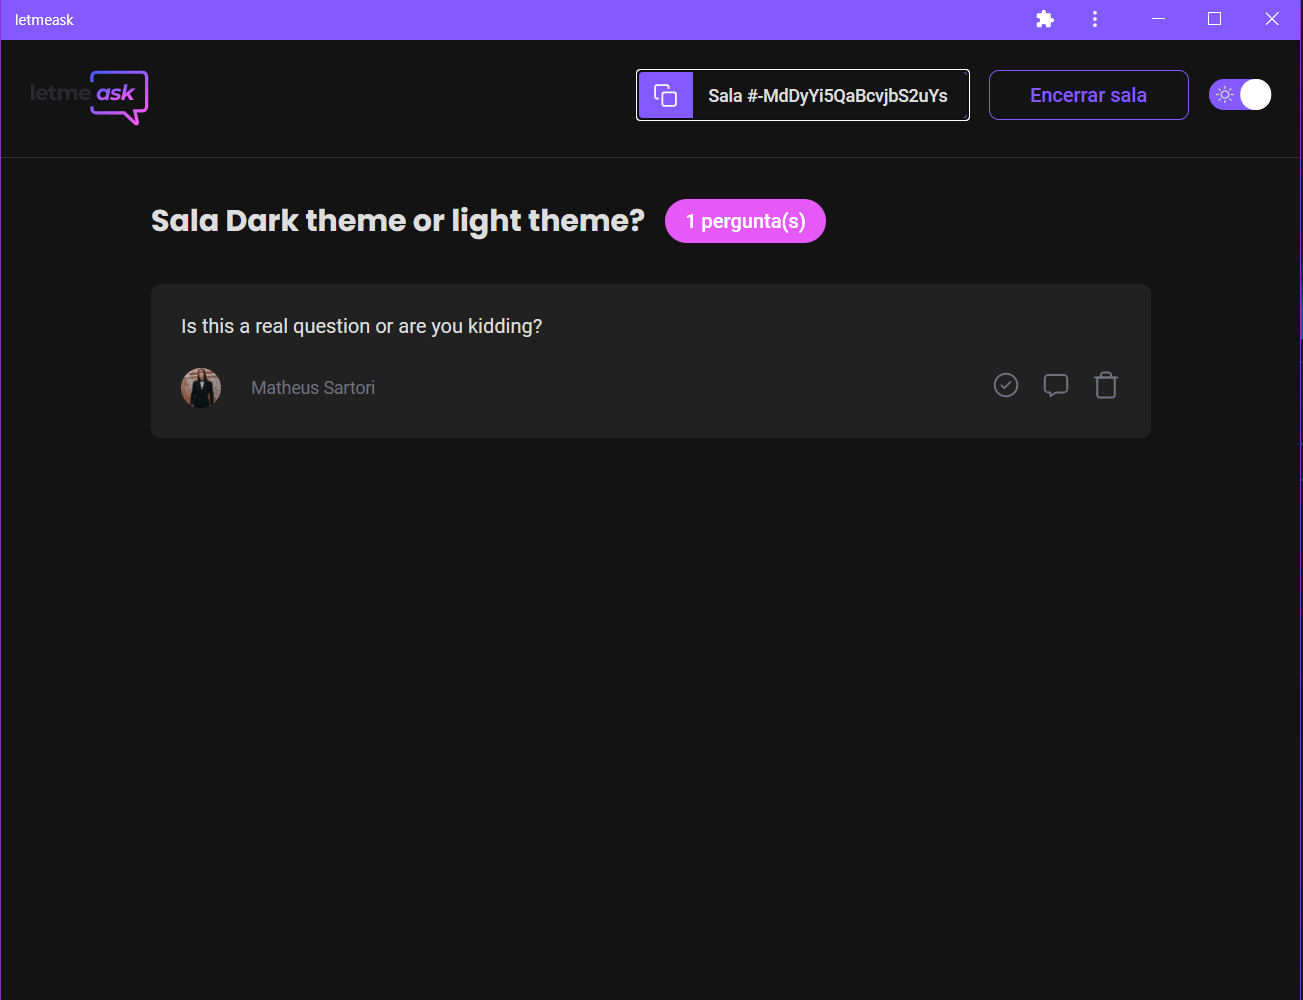 letmeask
letmeask
Sala #-MdDyYi5QaBcvjbS2uYs
Encerrar sala
Sala Dark theme or light theme?
1 pergunta(s)
Is this a real question or are you kidding?
Matheus Sartori